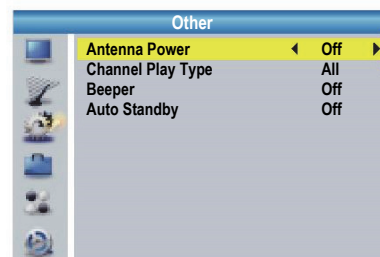 Other
Antenna Power Off
Channel Play Type All
Beeper Off
Auto Standby Off